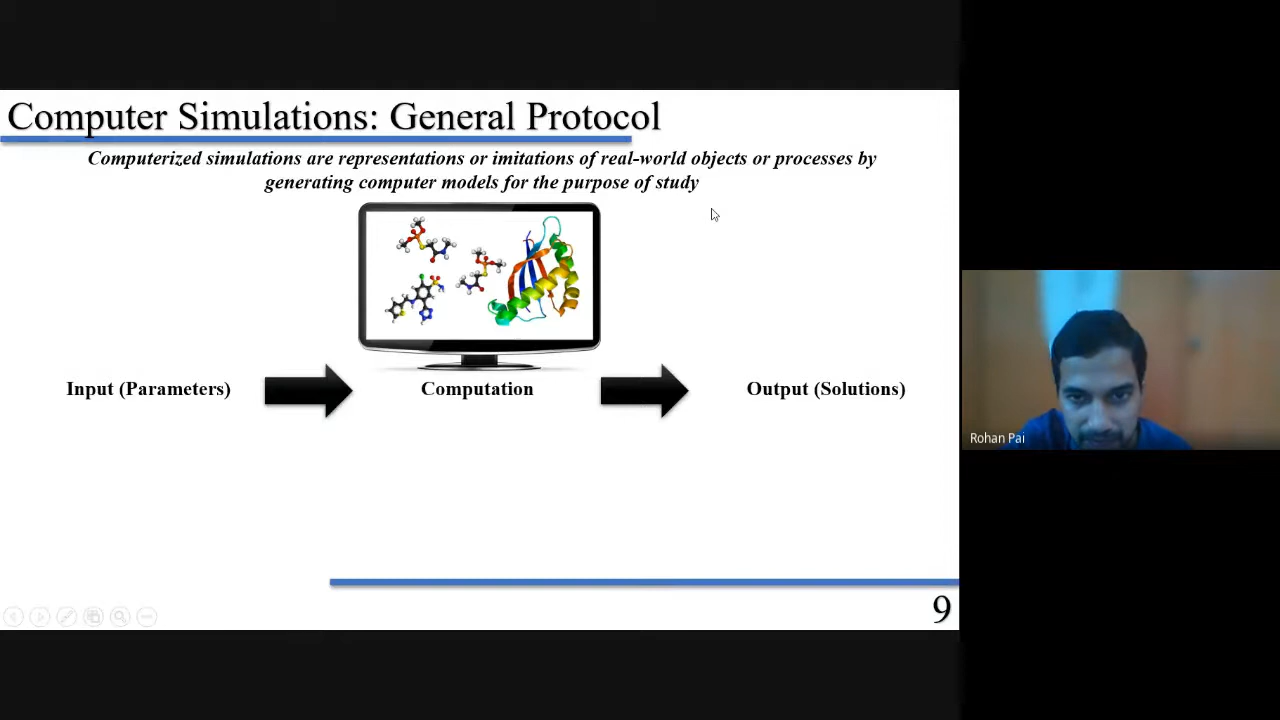 Computer Simulations: General Protocol
Computerized simulations are representations or imitations of real-world objects or processes by
generating computer models for the purpose of study
Input (Parameters)
Computation
Output (Solutions)
Rohan Pai
9